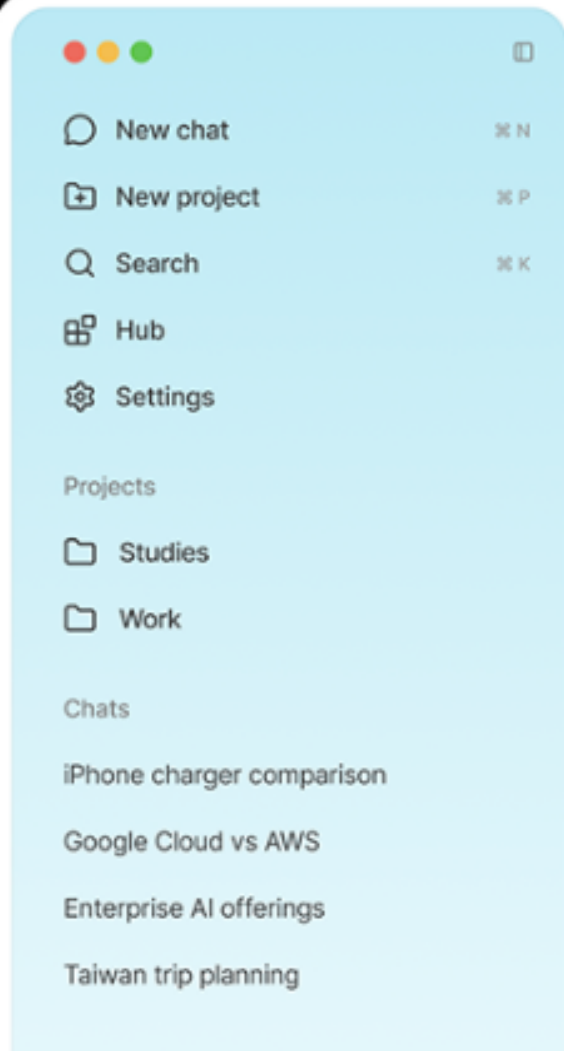 New chat ⌘ N
New project ⌘ P
Search ⌘ K
Hub
Settings
Projects
Studies
Work
Chats
iPhone charger comparison
Google Cloud vs AWS
Enterprise AI offerings
Taiwan trip planning